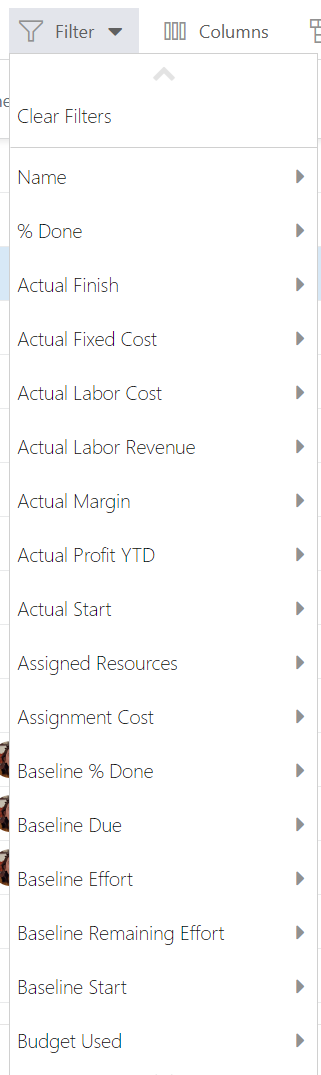 Filter
Columns
Clear Filters
Name
% Done
Actual Finish
Actual Fixed Cost
Actual Labor Cost
Actual Labor Revenue
Actual Margin
Actual Profit YTD
Actual Start
Assigned Resources
Assignment Cost
Baseline % Done
Baseline Due
Baseline Effort
Baseline Remaining Effort
Baseline Start
Budget Used